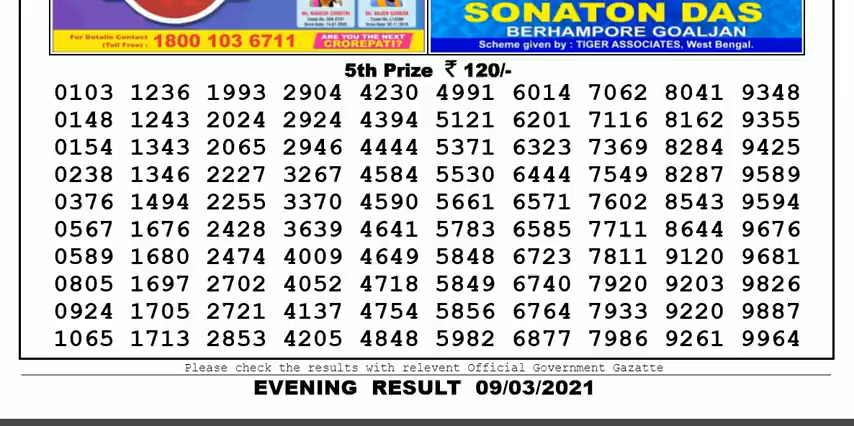 For Details Contact
(Toll Free) : 1800 103 6711
ARE YOU THE NEXT
CROREPATI?
SONATON DAS
BERHAMPORE GOALJAN
Scheme given by : TIGER ASSOCIATES, West Bengal.
5th Prize ₹ 120/-
0103 1236 1993 2904 4230 4991 6014 7062 8041 9348
0148 1243 2024 2924 4394 5121 6201 7116 8162 9355
0154 1343 2065 2946 4444 5371 6323 7369 8284 9425
0238 1346 2227 3267 4584 5530 6444 7549 8287 9589
0376 1494 2255 3370 4590 5661 6571 7602 8543 9594
0567 1676 2428 3639 4641 5783 6585 7711 8644 9676
0589 1680 2474 4009 4649 5848 6723 7811 9120 9681
0805 1697 2702 4052 4718 5849 6740 7920 9203 9826
0924 1705 2721 4137 4754 5856 6764 7933 9220 9887
1065 1713 2853 4205 4848 5982 6877 7986 9261 9964
Please check the results with relevent Official Government Gazatte
EVENING RESULT 09/03/2021